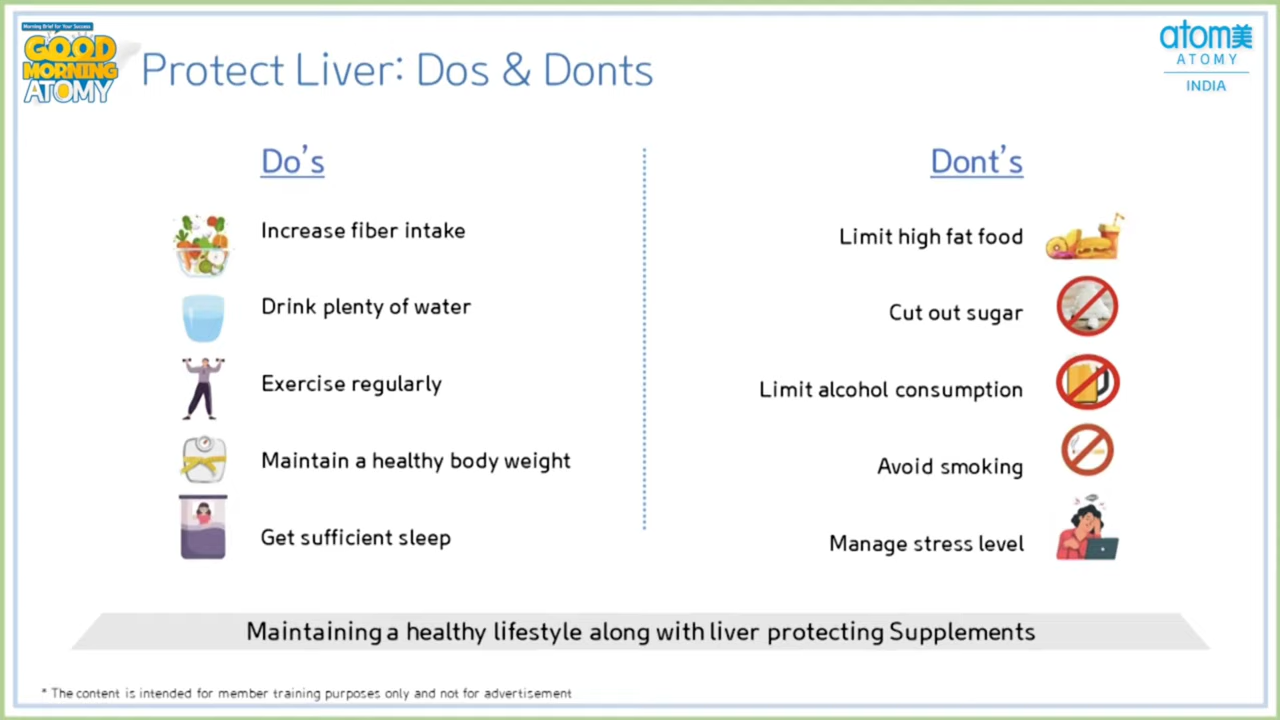 Morning Brief for Your Success
GOOD
MORNING
ATOMY
Protect Liver: Dos & Donts
atom美
ATOMY
INDIA
Do's
Increase fiber intake
Drink plenty of water
Exercise regularly
Maintain a healthy body weight
Get sufficient sleep
Dont's
Limit high fat food
Cut out sugar
Limit alcohol consumption
Avoid smoking
Manage stress level
Maintaining a healthy lifestyle along with liver protecting Supplements
* The content is intended for member training purposes only and not for advertisement